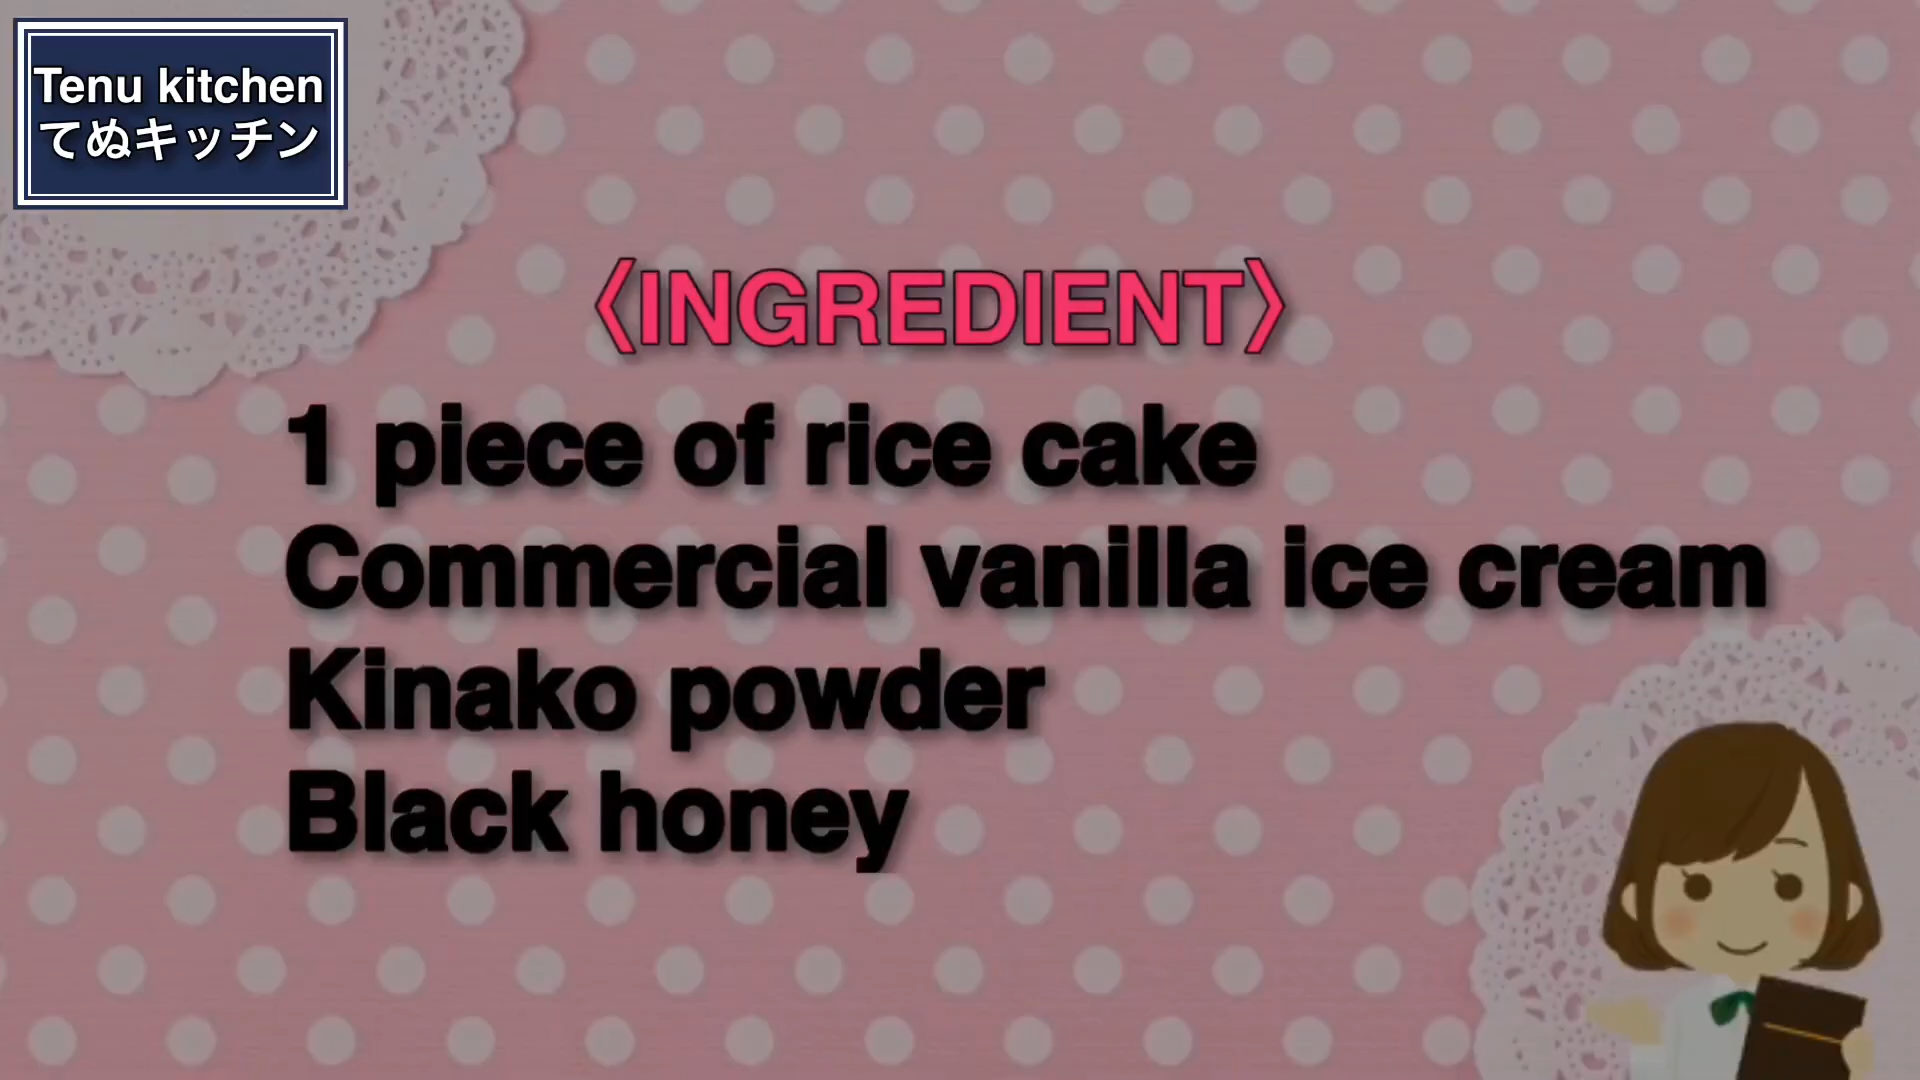 Tenu kitchen
てぬキッチン
〈INGREDIENT〉
1 piece of rice cake
Commercial vanilla ice cream
Kinako powder
Black honey